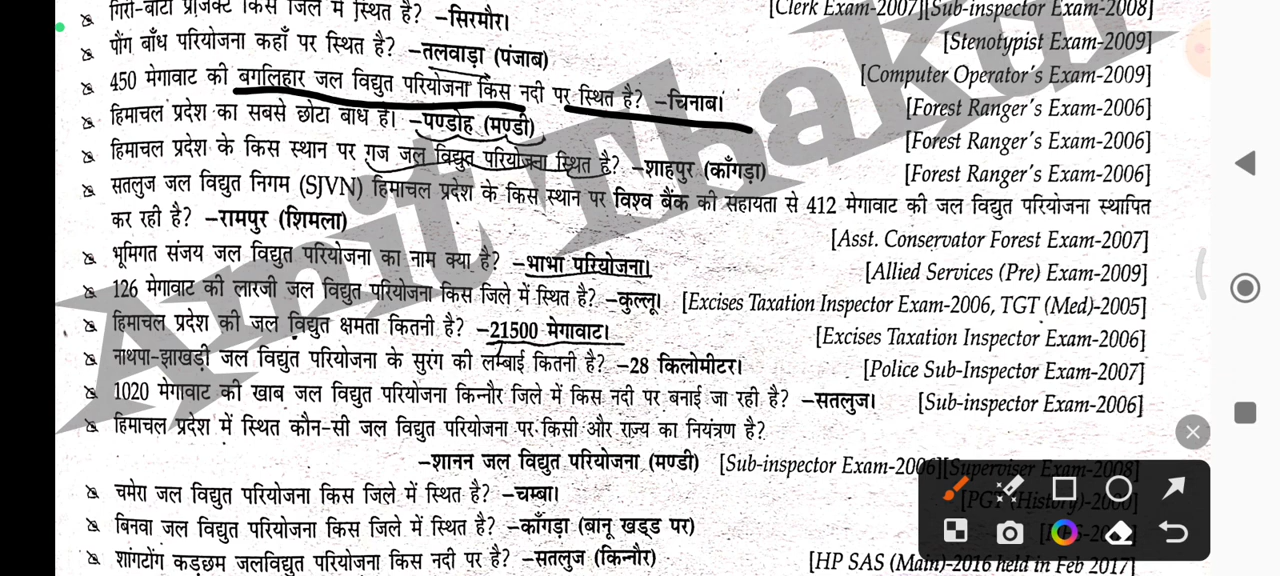 गिरी-बाटा प्रोजेक्ट किस जिले में स्थित है? –सिरमौर। [Clerk Exam-2007][Sub-inspector Exam-2008]
पौंग बाँध परियोजना कहाँ पर स्थित है? –तलवाड़ा (पंजाब) [Stenotypist Exam-2009]
450 मेगावाट की बगलिहार जल विद्युत परियोजना किस नदी पर स्थित है? –चिनाब। [Computer Operator's Exam-2009]
हिमाचल प्रदेश का सबसे छोटा बाँध है। –पण्डोह (मण्डी) [Forest Ranger's Exam-2006]
[Forest Ranger's Exam-2006]
हिमाचल प्रदेश के किस स्थान पर गज जल विद्युत परियोजना स्थित है? –शाहपुर (काँगड़ा) [Forest Ranger's Exam-2006]
सतलुज जल विद्युत निगम (SJVN) हिमाचल प्रदेश के किस स्थान पर विश्व बैंक की सहायता से 412 मेगावाट की जल विद्युत परियोजना स्थापित
कर रही है? –रामपुर (शिमला) [Asst. Conservator Forest Exam-2007]
भूमिगत संजय जल विद्युत परियोजना का नाम क्या है? –भाभा परियोजना। [Allied Services (Pre) Exam-2009]
126 मेगावाट की लारजी जल विद्युत परियोजना किस जिले में स्थित है? –कुल्लू। [Excises Taxation Inspector Exam-2006, TGT (Med)-2005]
हिमाचल प्रदेश की जल विद्युत क्षमता कितनी है? –21500 मेगावाट। [Excises Taxation Inspector Exam-2006]
नाथपा-झाखड़ी जल विद्युत परियोजना के सुरंग की लम्बाई कितनी है? –28 किलोमीटर। [Police Sub-Inspector Exam-2007]
1020 मेगावाट की खाब जल विद्युत परियोजना किन्नौर जिले में किस नदी पर बनाई जा रही है? –सतलुज। [Sub-inspector Exam-2006]
हिमाचल प्रदेश में स्थित कौन-सी जल विद्युत परियोजना पर किसी और राज्य का नियंत्रण है?
–शानन जल विद्युत परियोजना (मण्डी) [Sub-inspector Exam-2006][Superviser Exam-2008]
चमेरा जल विद्युत परियोजना किस जिले में स्थित है? –चम्बा। [PGT (History)-2000]
बिनवा जल विद्युत परियोजना किस जिले में स्थित है? –काँगड़ा (बानू खड्ड पर)
शांगटोंग कड़छम जलविद्युत परियोजना किस नदी पर है? –सतलुज (किन्नौर) [HP SAS (Main)-2016 held in Feb 2017]
Amit Thakur